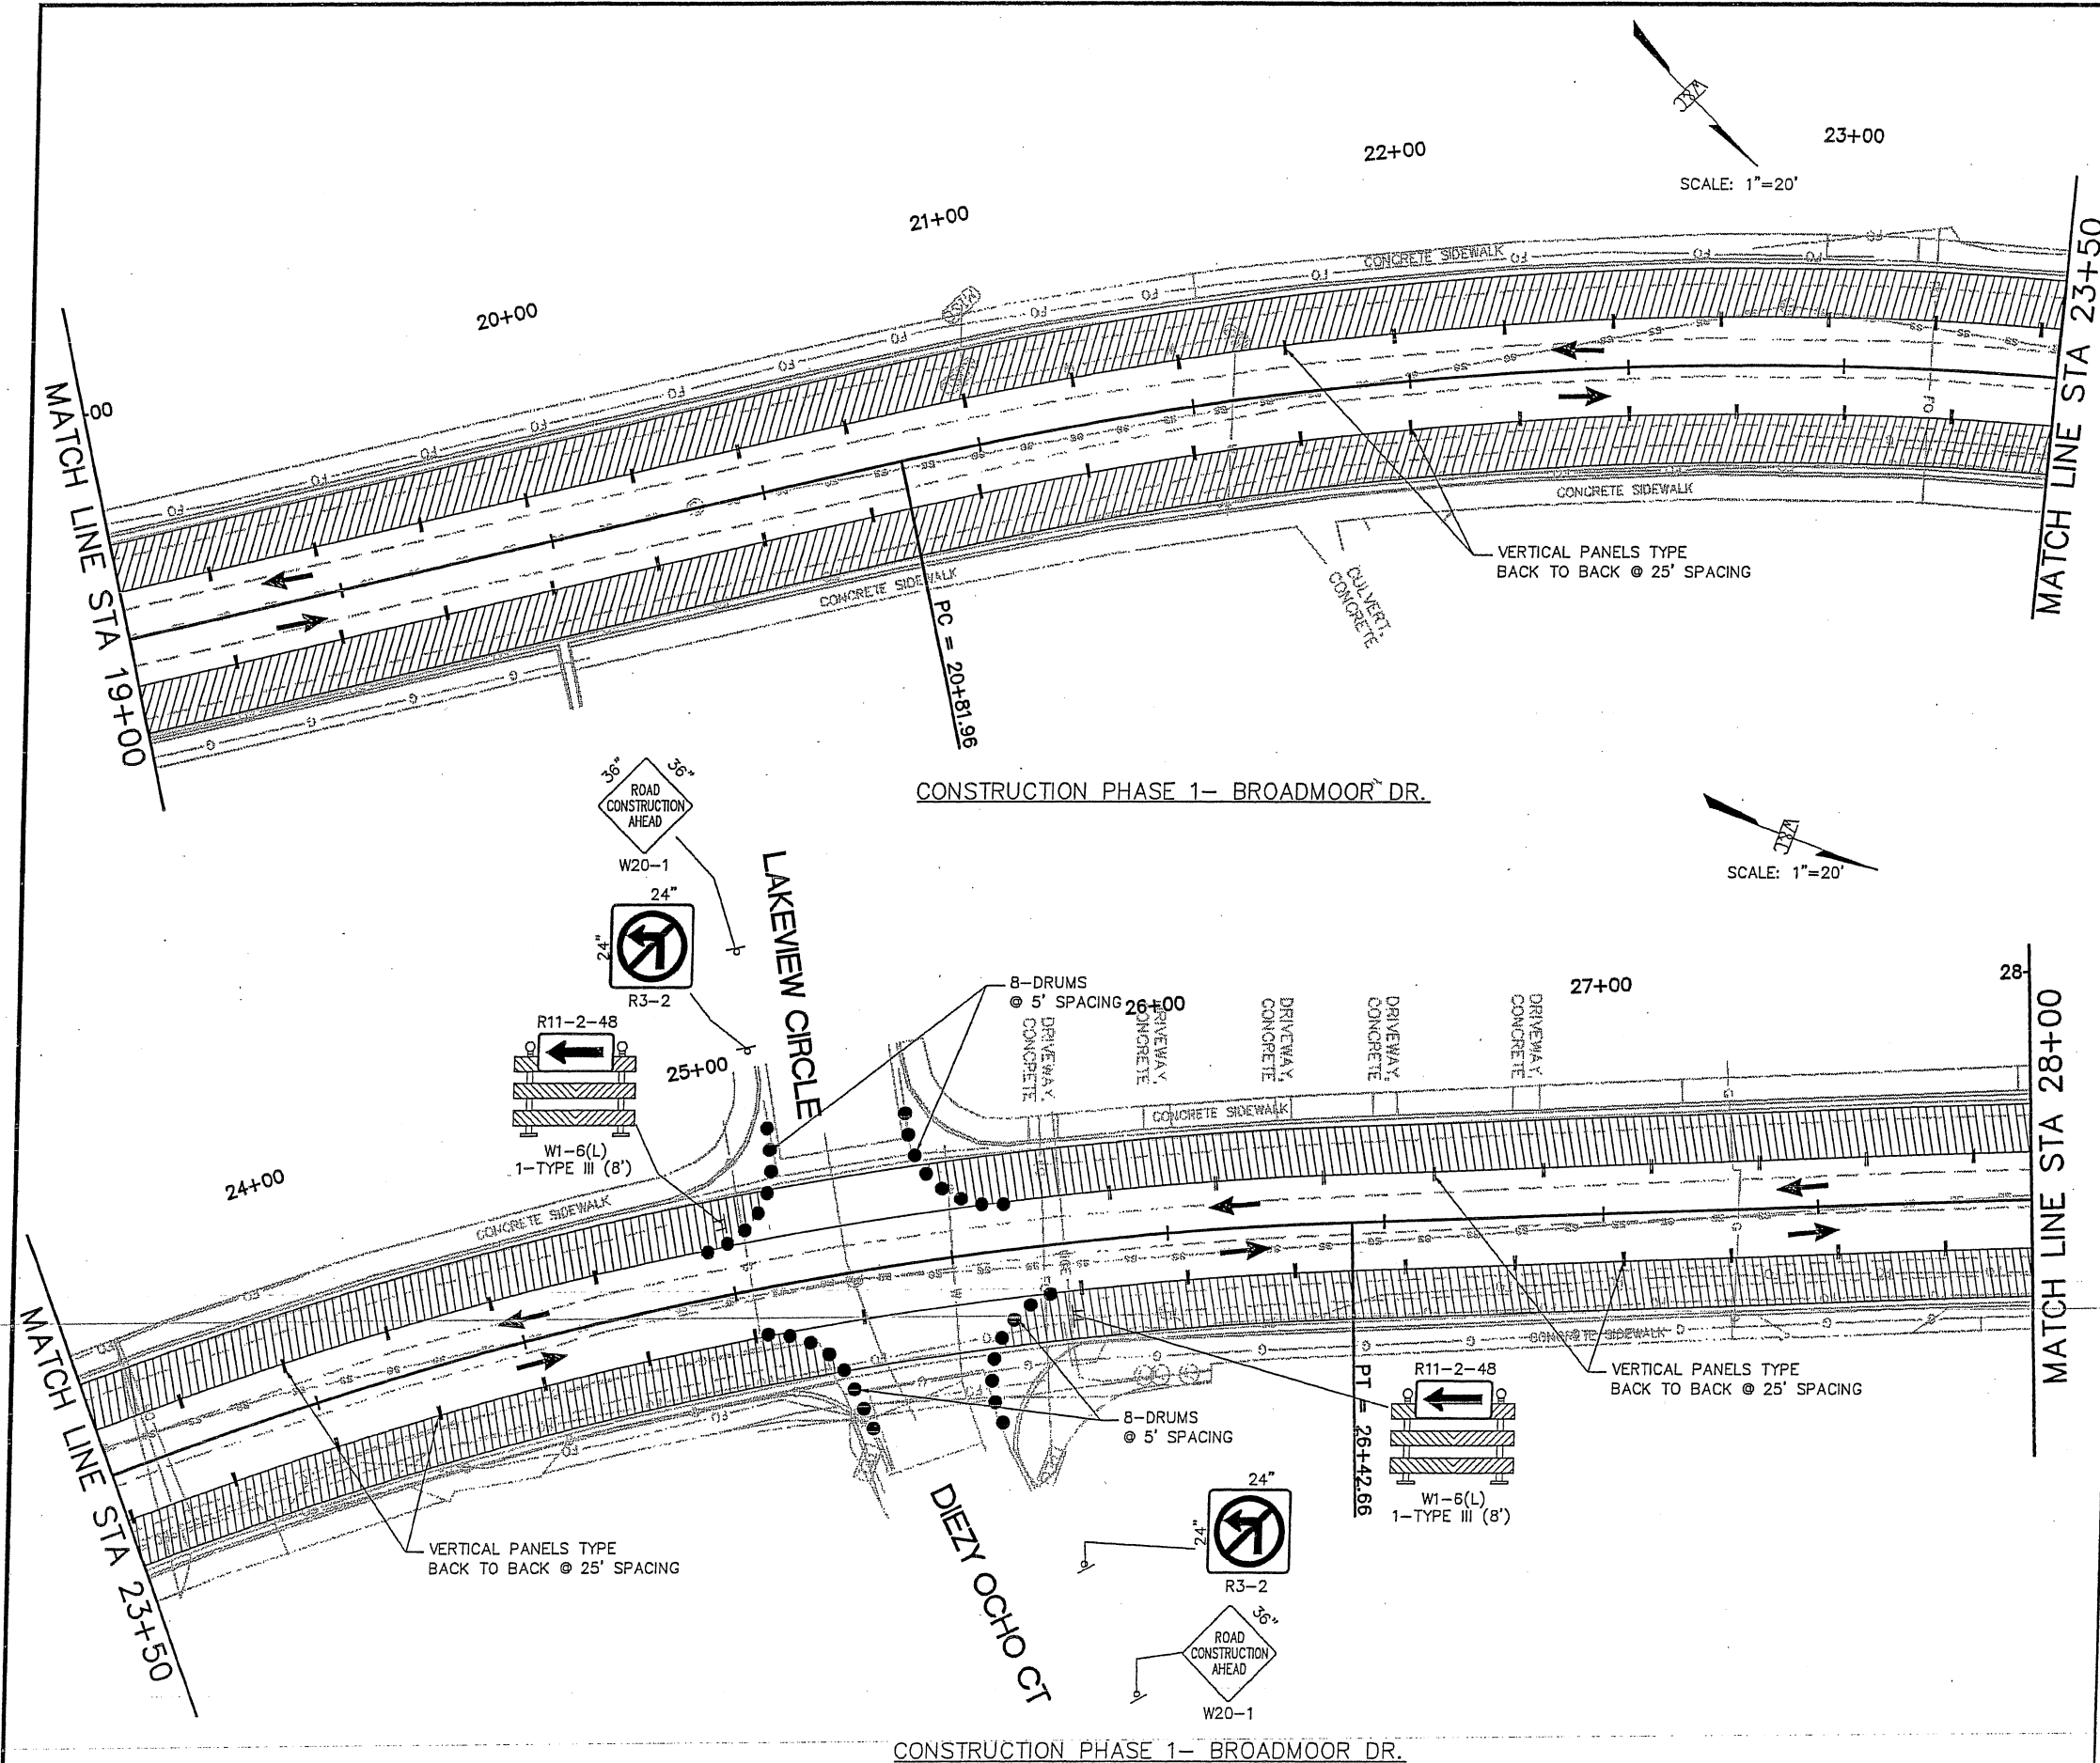 23+00
22+00
SCALE: 1"=20'
21+00
20+00
CONCRETE SIDEWALK
MATCH LINE STA 23+50
MATCH LINE STA 19+00
00
CONCRETE SIDEWALK
VERTICAL PANELS TYPE
BACK TO BACK @ 25' SPACING
CONCRETE SIDEWALK
CULVERT,
CONCRETE
PC = 20+81.96
CONSTRUCTION PHASE 1– BROADMOOR DR.
36" 36"
ROAD
CONSTRUCTION
AHEAD
W20–1
SCALE: 1"=20'
24"
24"
R3–2
LAKEVIEW CIRCLE
8–DRUMS
@ 5' SPACING
26+00
27+00
28
MATCH LINE STA 28+00
R11–2–48
W1–6(L)
1–TYPE III (8')
25+00
DRIVEWAY,
CONCRETE
RIVEWAY,
CONCRETE
DRIVEWAY,
CONCRETE
DRIVEWAY,
CONCRETE
DRIVEWAY,
CONCRETE
CONCRETE SIDEWALK
24+00
CONCRETE SIDEWALK
CONCRETE SIDEWALK
MATCH LINE STA 23+50
VERTICAL PANELS TYPE
BACK TO BACK @ 25' SPACING
PT = 26+42.66
R11–2–48
W1–6(L)
1–TYPE III (8')
8–DRUMS
@ 5' SPACING
VERTICAL PANELS TYPE
BACK TO BACK @ 25' SPACING
DIEZY OCHO CT
24"
24"
R3–2
36"
ROAD
CONSTRUCTION
AHEAD
W20–1
CONSTRUCTION PHASE 1– BROADMOOR DR.